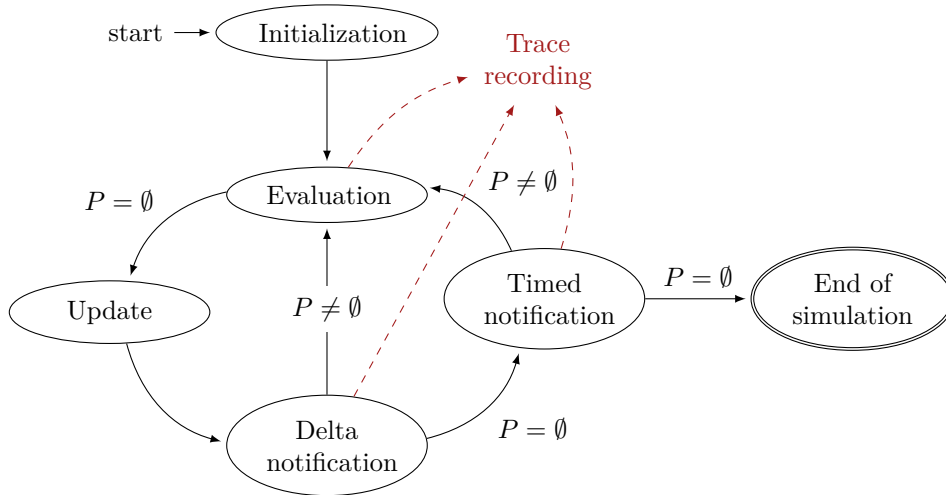 start
Initialization
Trace
recording
Evaluation
P ≠ ∅
P = ∅
Timed
notification
P = ∅
End of
simulation
Update
P ≠ ∅
Delta
notification
P = ∅